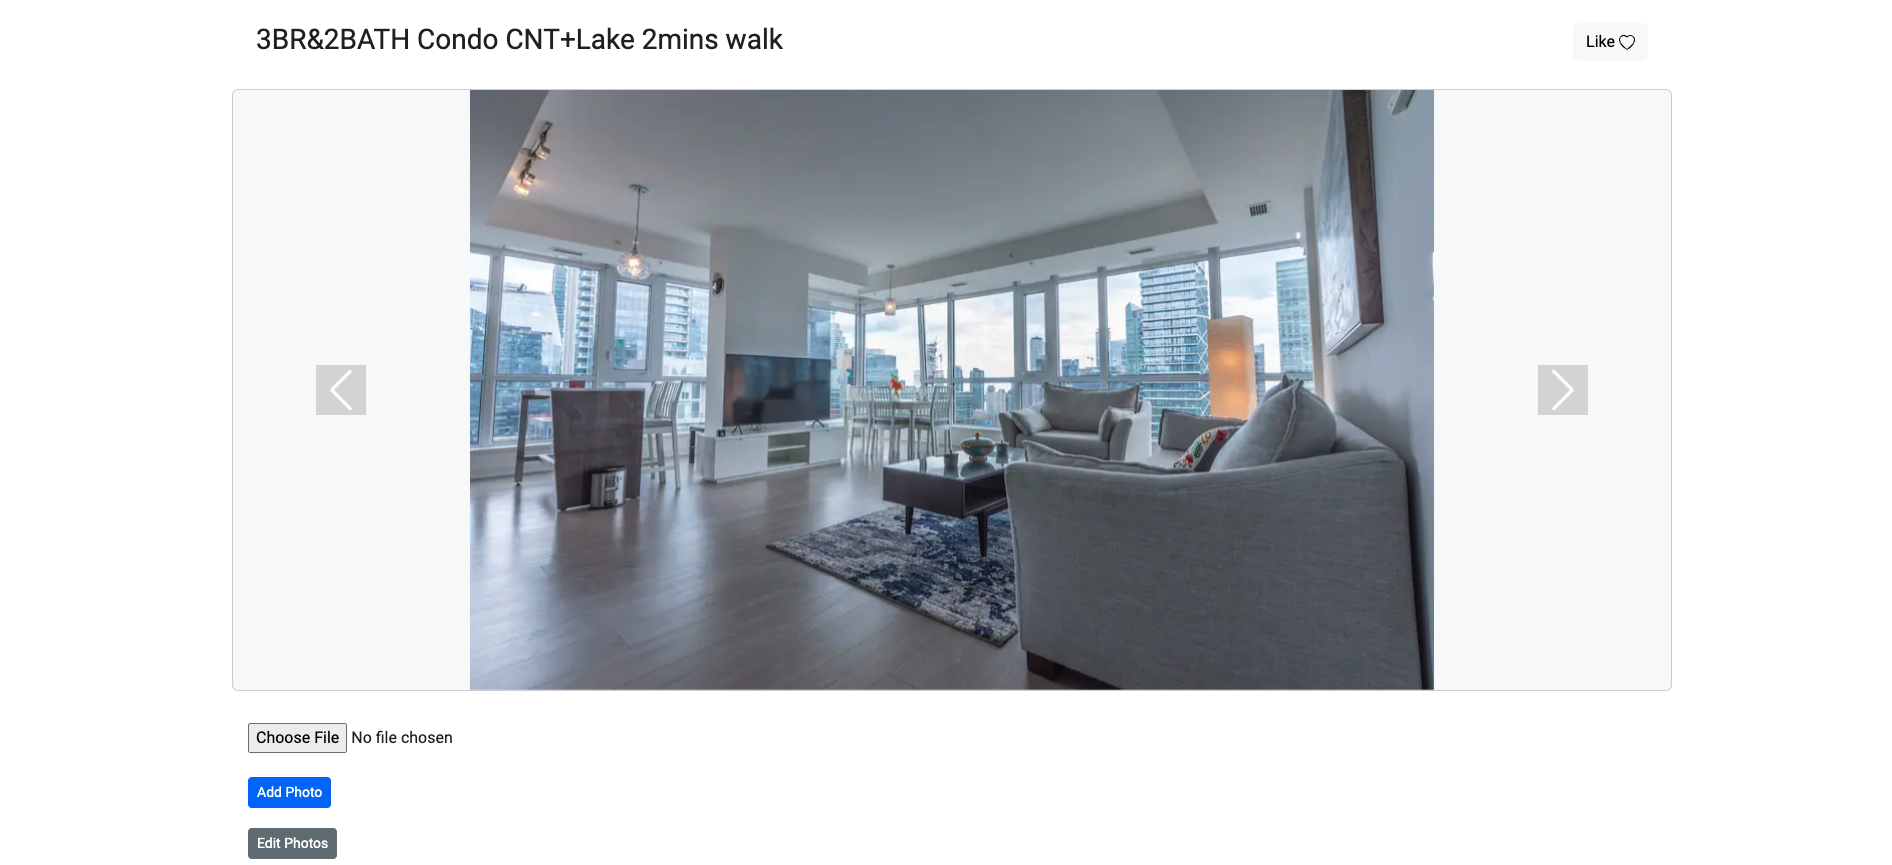 3BR&2BATH Condo CNT+Lake 2mins walk
Like
Choose File No file chosen
Add Photo
Edit Photos